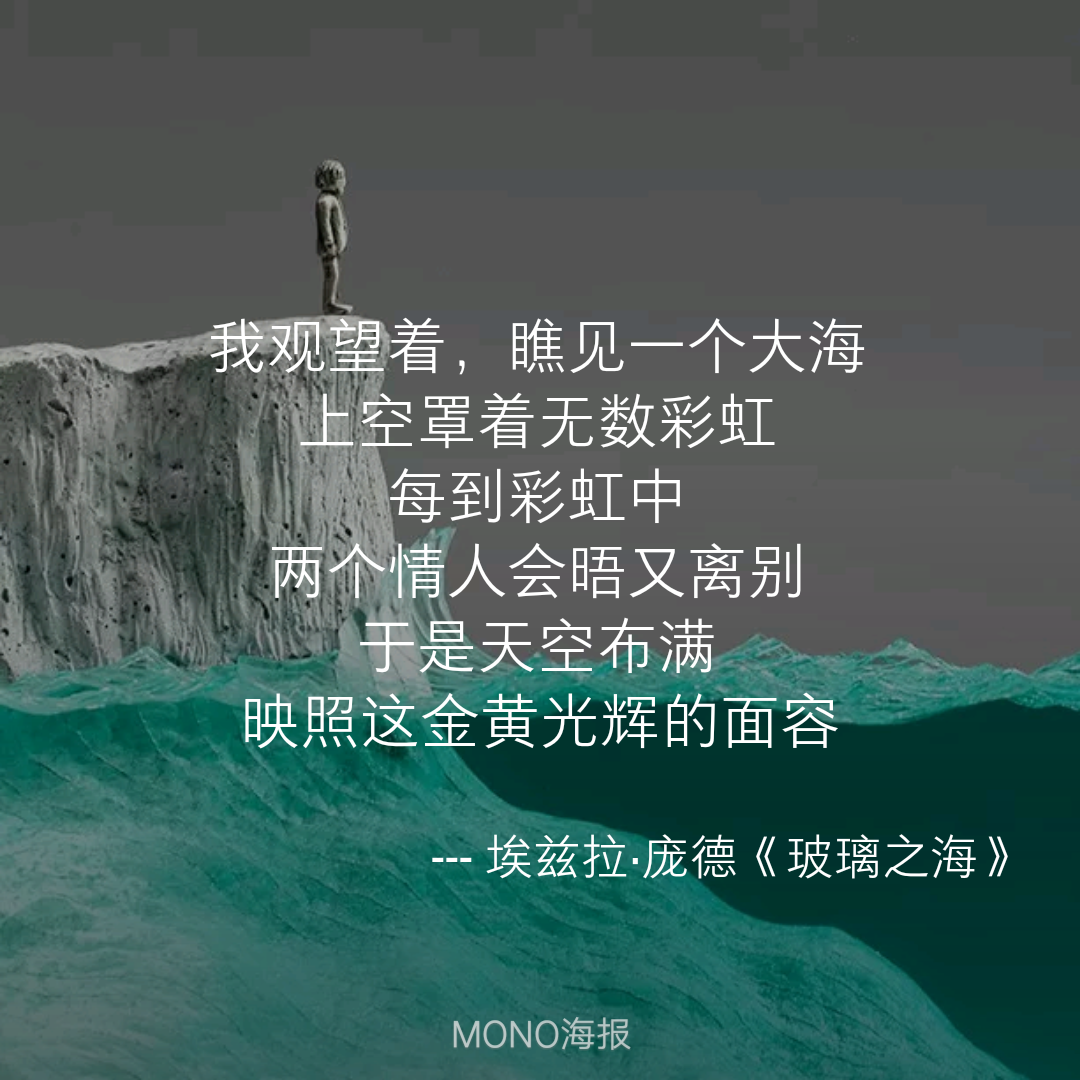 我观望着，瞧见一个大海
上空罩着无数彩虹
每到彩虹中
两个情人会晤又离别
于是天空布满
映照这金黄光辉的面容
--- 埃兹拉·庞德《玻璃之海》
MONO海报